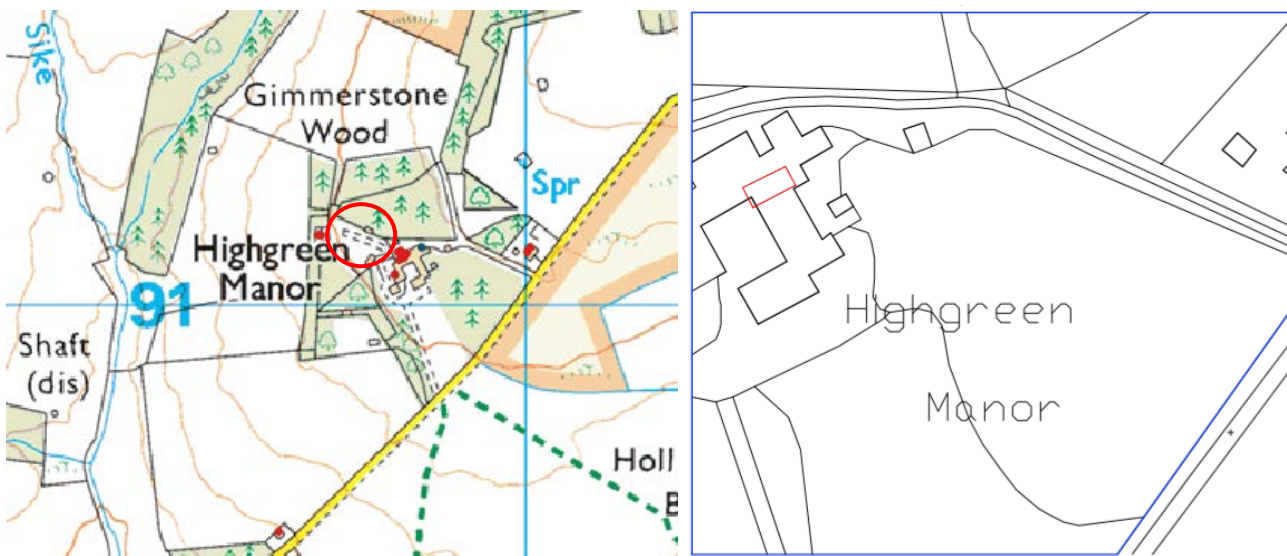 Sike
Gimmerstone
Wood
Spr
Highgreen
Manor
91
Shaft
(dis)
Holl
B
Highgreen
Manor